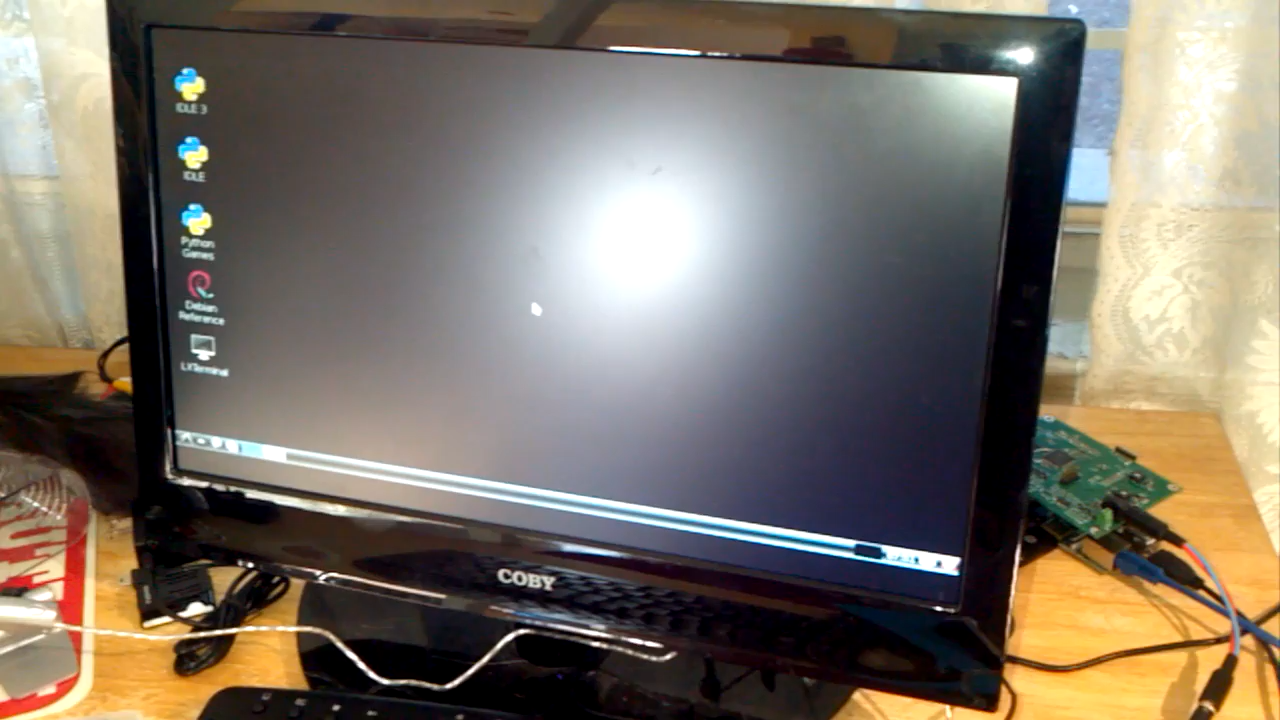 IDLE 3
IDLE
Python
Games
Debian
Reference
LXTerminal
COBY